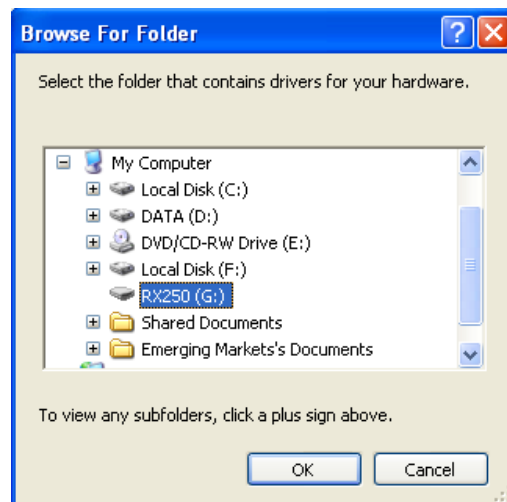 Browse For Folder
Select the folder that contains drivers for your hardware.
My Computer
Local Disk (C:)
DATA (D:)
DVD/CD-RW Drive (E:)
Local Disk (F:)
RX250 (G:)
Shared Documents
Emerging Markets's Documents
To view any subfolders, click a plus sign above.
OK Cancel